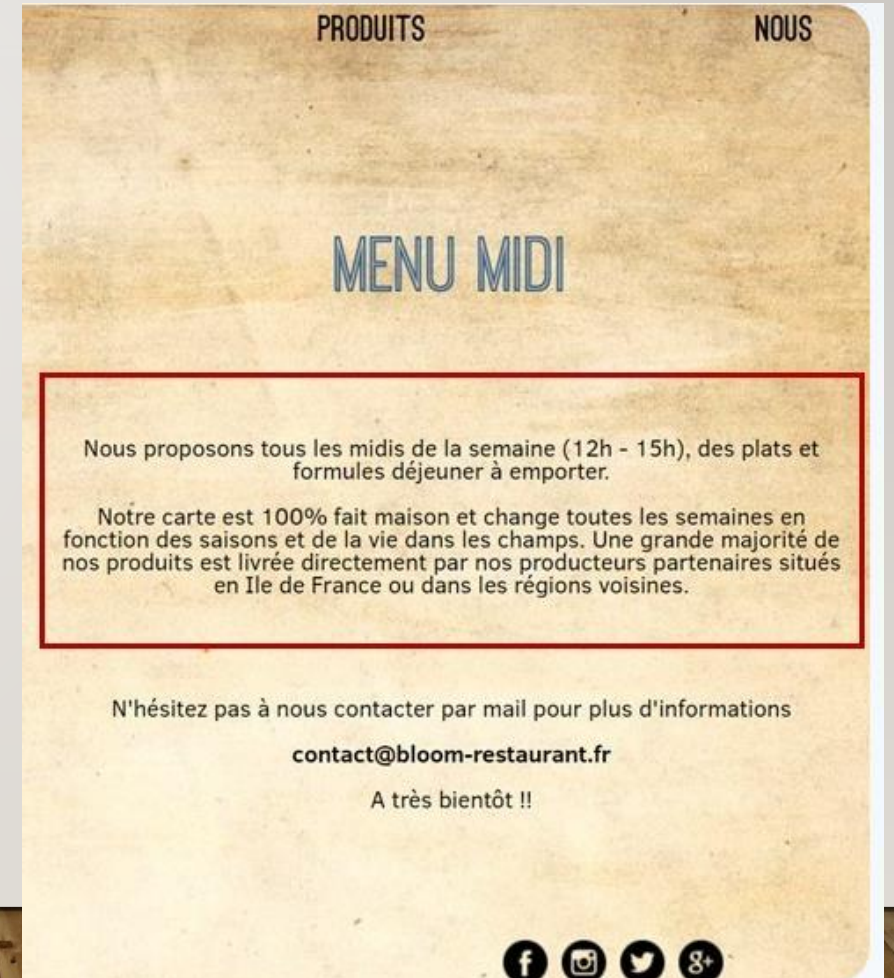 PRODUITS NOUS
MENU MIDI
Nous proposons tous les midis de la semaine (12h - 15h), des plats et
formules déjeuner à emporter.
Notre carte est 100% fait maison et change toutes les semaines en
fonction des saisons et de la vie dans les champs. Une grande majorité de
nos produits est livrée directement par nos producteurs partenaires situés
en Ile de France ou dans les régions voisines.
N'hésitez pas à nous contacter par mail pour plus d'informations
contact@bloom-restaurant.fr
A très bientôt !!
f 8+